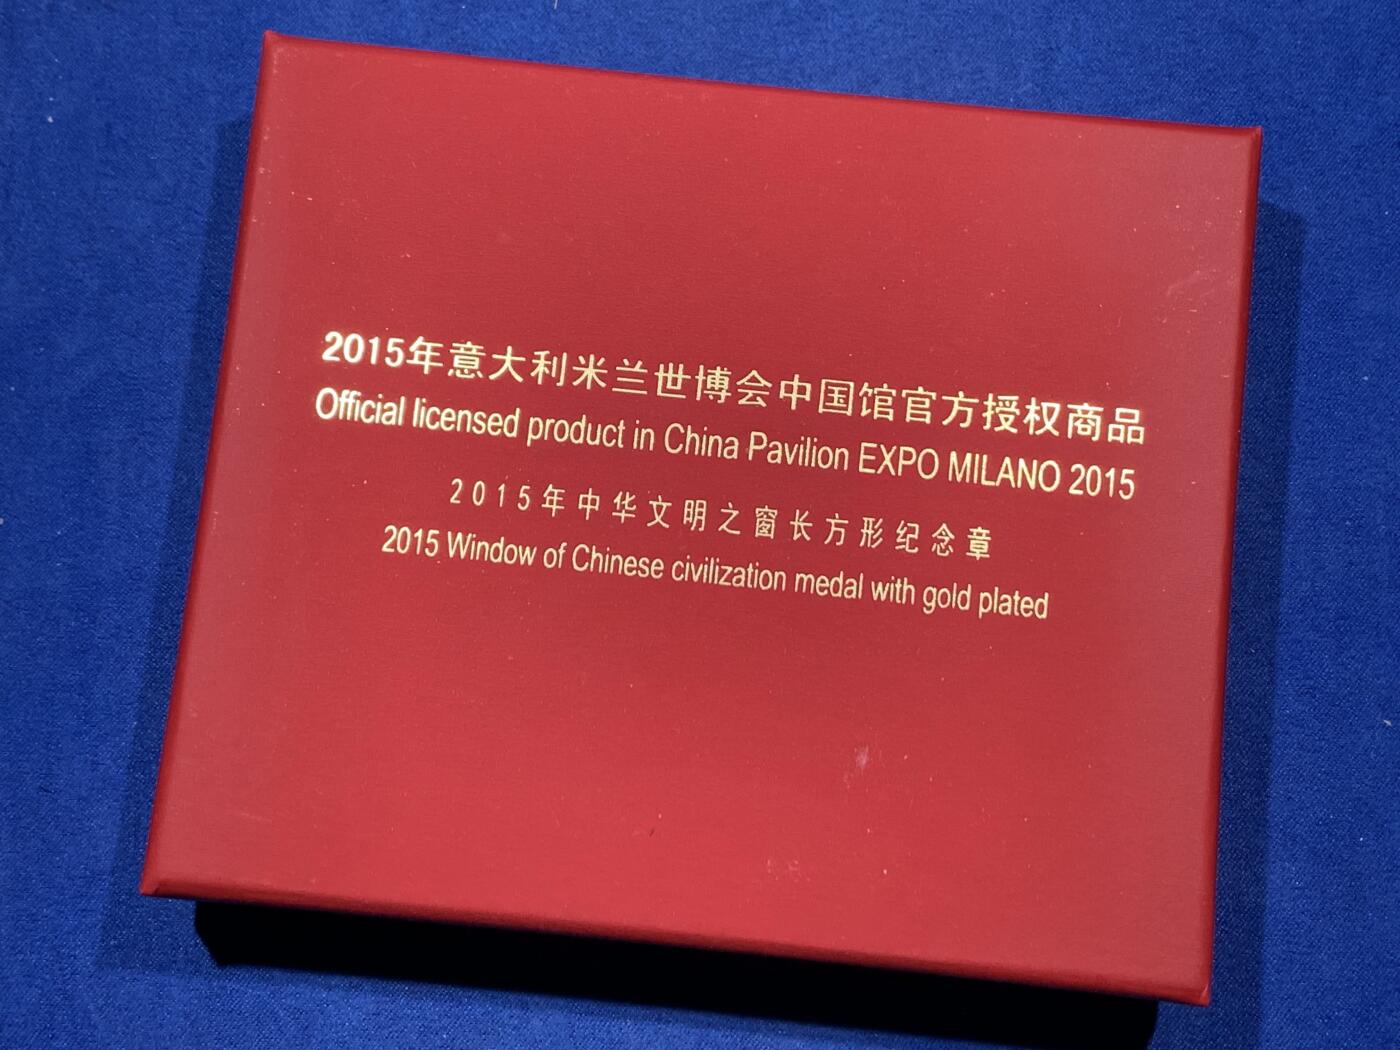 2015年意大利米兰世博会中国馆官方授权商品
Official licensed product in China Pavilion EXPO MILANO 2015
2015年中华文明之窗长方形纪念章
2015 Window of Chinese civilization medal with gold plated